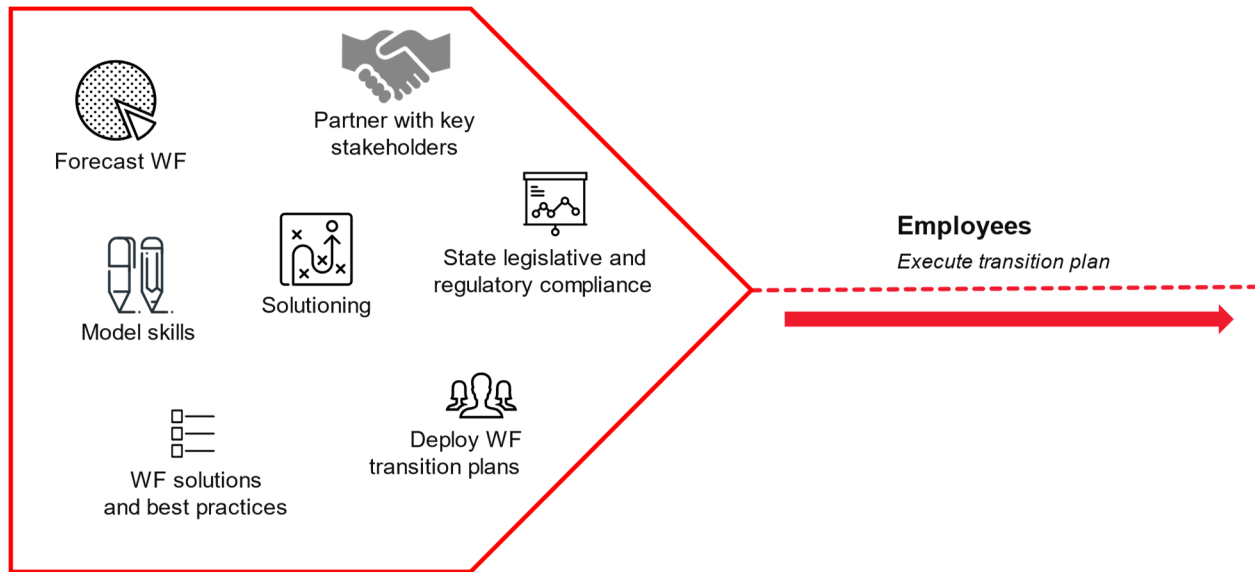 Forecast WF
Partner with key
stakeholders
State legislative and
regulatory compliance
Solutioning
Model skills
Deploy WF
transition plans
WF solutions
and best practices
Employees
Execute transition plan